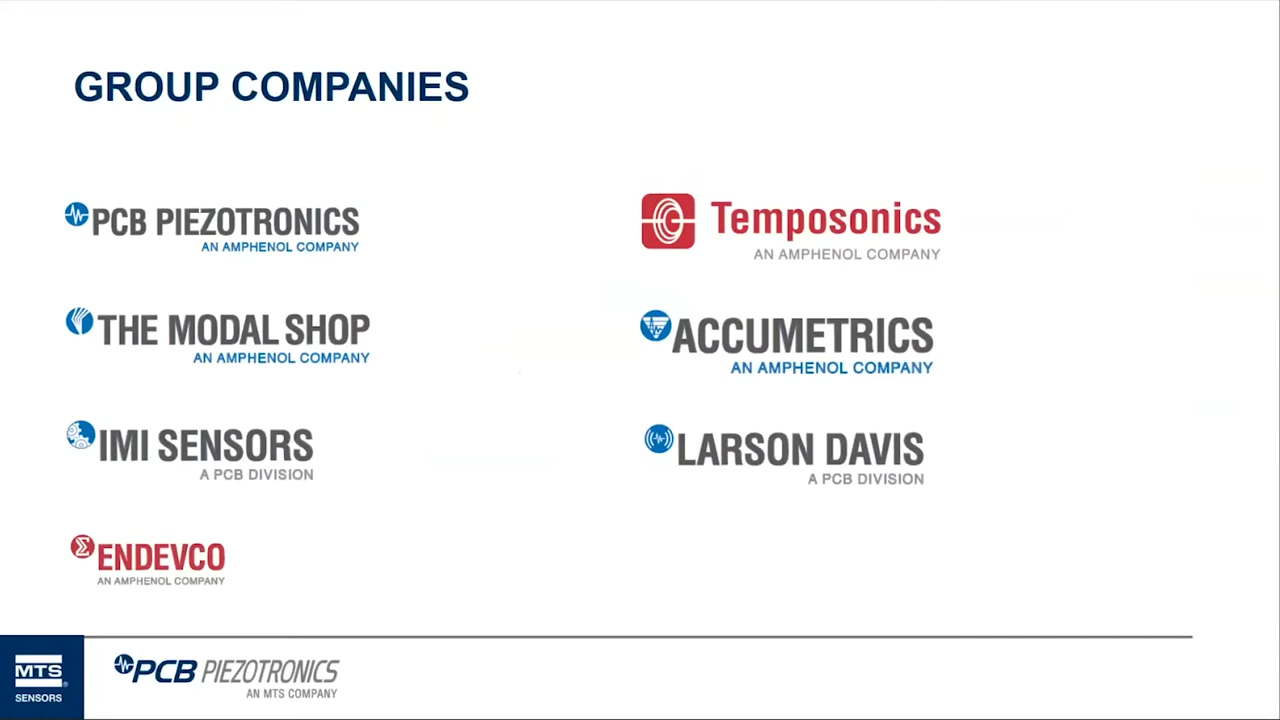 GROUP COMPANIES
PCB PIEZOTRONICS
AN AMPHENOL COMPANY
Temposonics
AN AMPHENOL COMPANY
THE MODAL SHOP
AN AMPHENOL COMPANY
ACCUMETRICS
AN AMPHENOL COMPANY
IMI SENSORS
A PCB DIVISION
LARSON DAVIS
A PCB DIVISION
ENDEVCO
AN AMPHENOL COMPANY
MTS®
SENSORS
PCB PIEZOTRONICS
AN MTS COMPANY